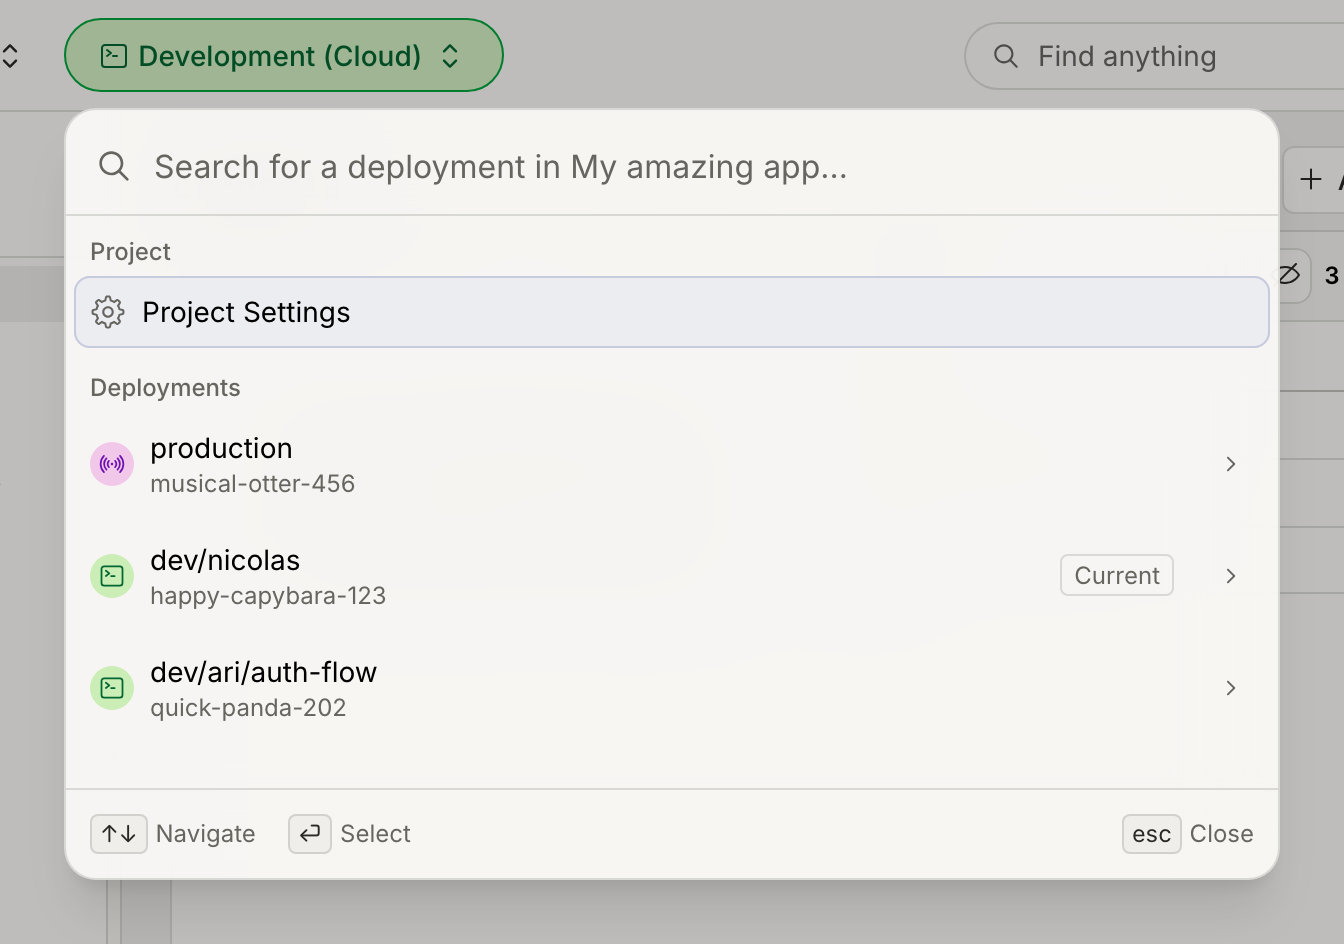 Development (Cloud)
Find anything
Search for a deployment in My amazing app...
Project
3
Project Settings
Deployments
production
musical-otter-456
dev/nicolas
happy-capybara-123
Current
dev/ari/auth-flow
quick-panda-202
↑↓ Navigate
Select
esc Close